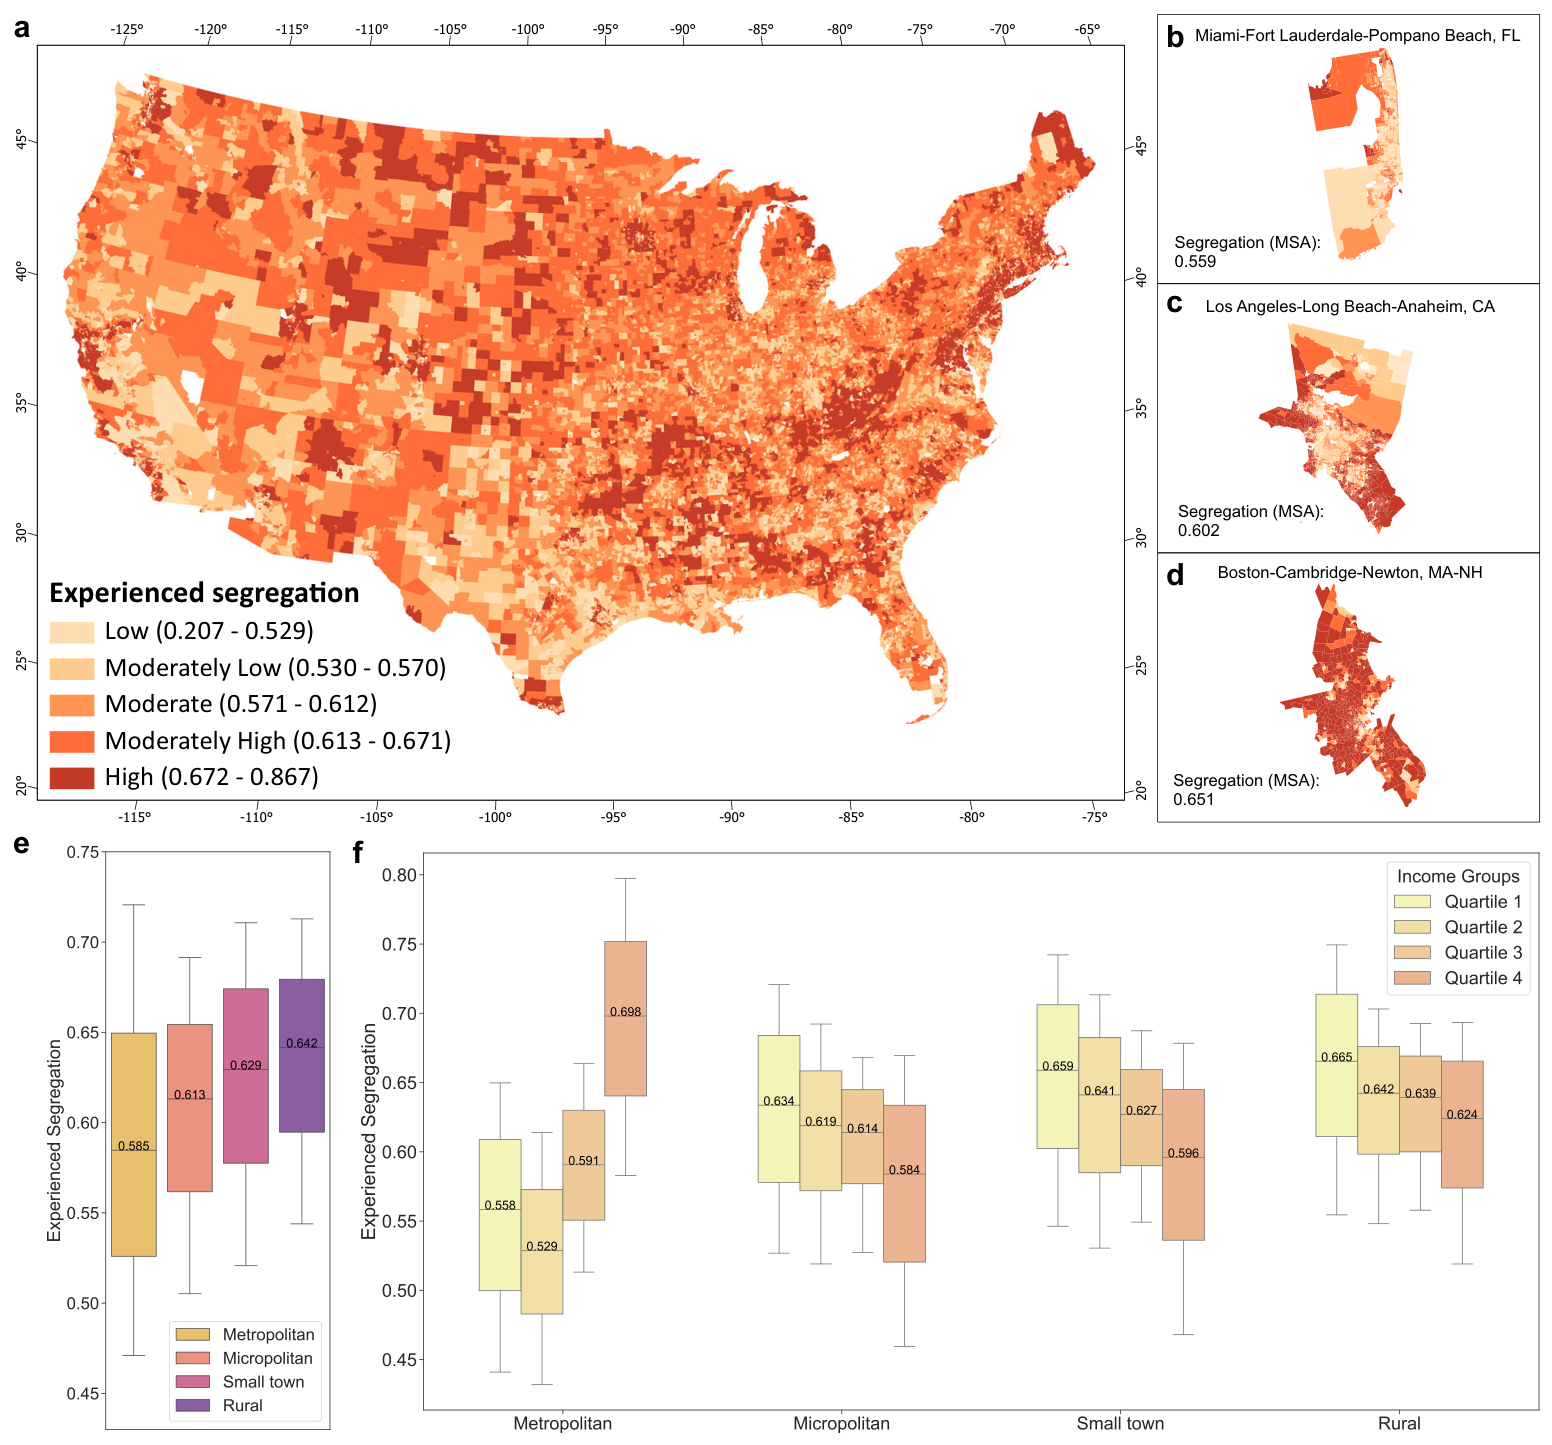 a
-125° -120° -115° -110° -105° -100° -95° -90° -85° -80° -75° -70° -65°
45°
40°
35°
30°
25°
20°
45°
40°
35°
30°
25°
20°
Experienced segregation
Low (0.207 - 0.529)
Moderately Low (0.530 - 0.570)
Moderate (0.571 - 0.612)
Moderately High (0.613 - 0.671)
High (0.672 - 0.867)
-115° -110° -105° -100° -95° -90° -85° -80° -75°
b
Miami-Fort Lauderdale-Pompano Beach, FL
Segregation (MSA):
0.559
c
Los Angeles-Long Beach-Anaheim, CA
Segregation (MSA):
0.602
d
Boston-Cambridge-Newton, MA-NH
Segregation (MSA):
0.651
e
Experienced Segregation
0.75
0.70
0.65
0.60
0.55
0.50
0.45
0.585
0.613
0.629
0.642
Metropolitan
Micropolitan
Small town
Rural
f
Experienced Segregation
0.80
0.75
0.70
0.65
0.60
0.55
0.50
0.45
0.558
0.529
0.591
0.698
0.634
0.619
0.614
0.584
0.659
0.641
0.627
0.596
0.665
0.642
0.639
0.624
Income Groups
Quartile 1
Quartile 2
Quartile 3
Quartile 4
Metropolitan Micropolitan Small town Rural